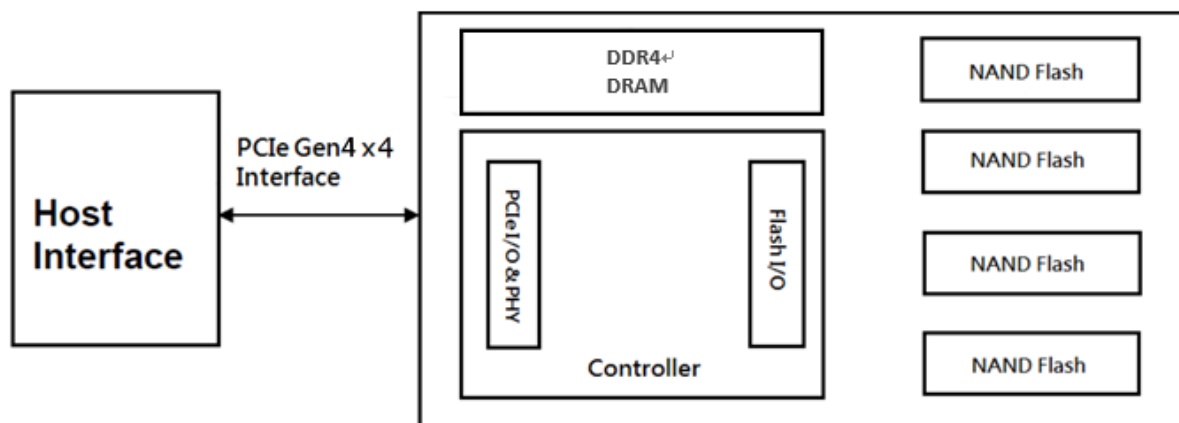 Host
Interface
PCIe Gen4 x4
Interface
DDR4↵
DRAM
PCIe I/O & PHY
Flash I/O
Controller
NAND Flash
NAND Flash
NAND Flash
NAND Flash